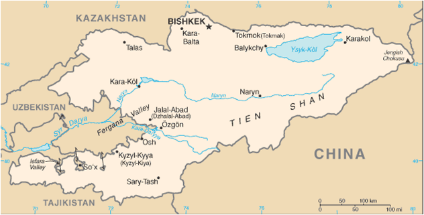 KAZAKHSTAN
BISHKEK
Kara-
Balta
Tokmok (Tekmak)
Talas
Balykchy
Ysyk-Köl
Karakol
Jengish
Chokusu
Kara-Köl
Naryn
Naryn
UZBEKISTAN
Syr Darya
Fergana Valley
Jalal-Abad
(Dzhalal-Abad)
Özgön
TIEN SHAN
Osh
Isfara
Valley
So'x
Kyzyl-Kyya
(Kyzyl-Kiya)
Sary-Tash
CHINA
TAJIKISTAN
0 50 100 km
0 50 100 mi